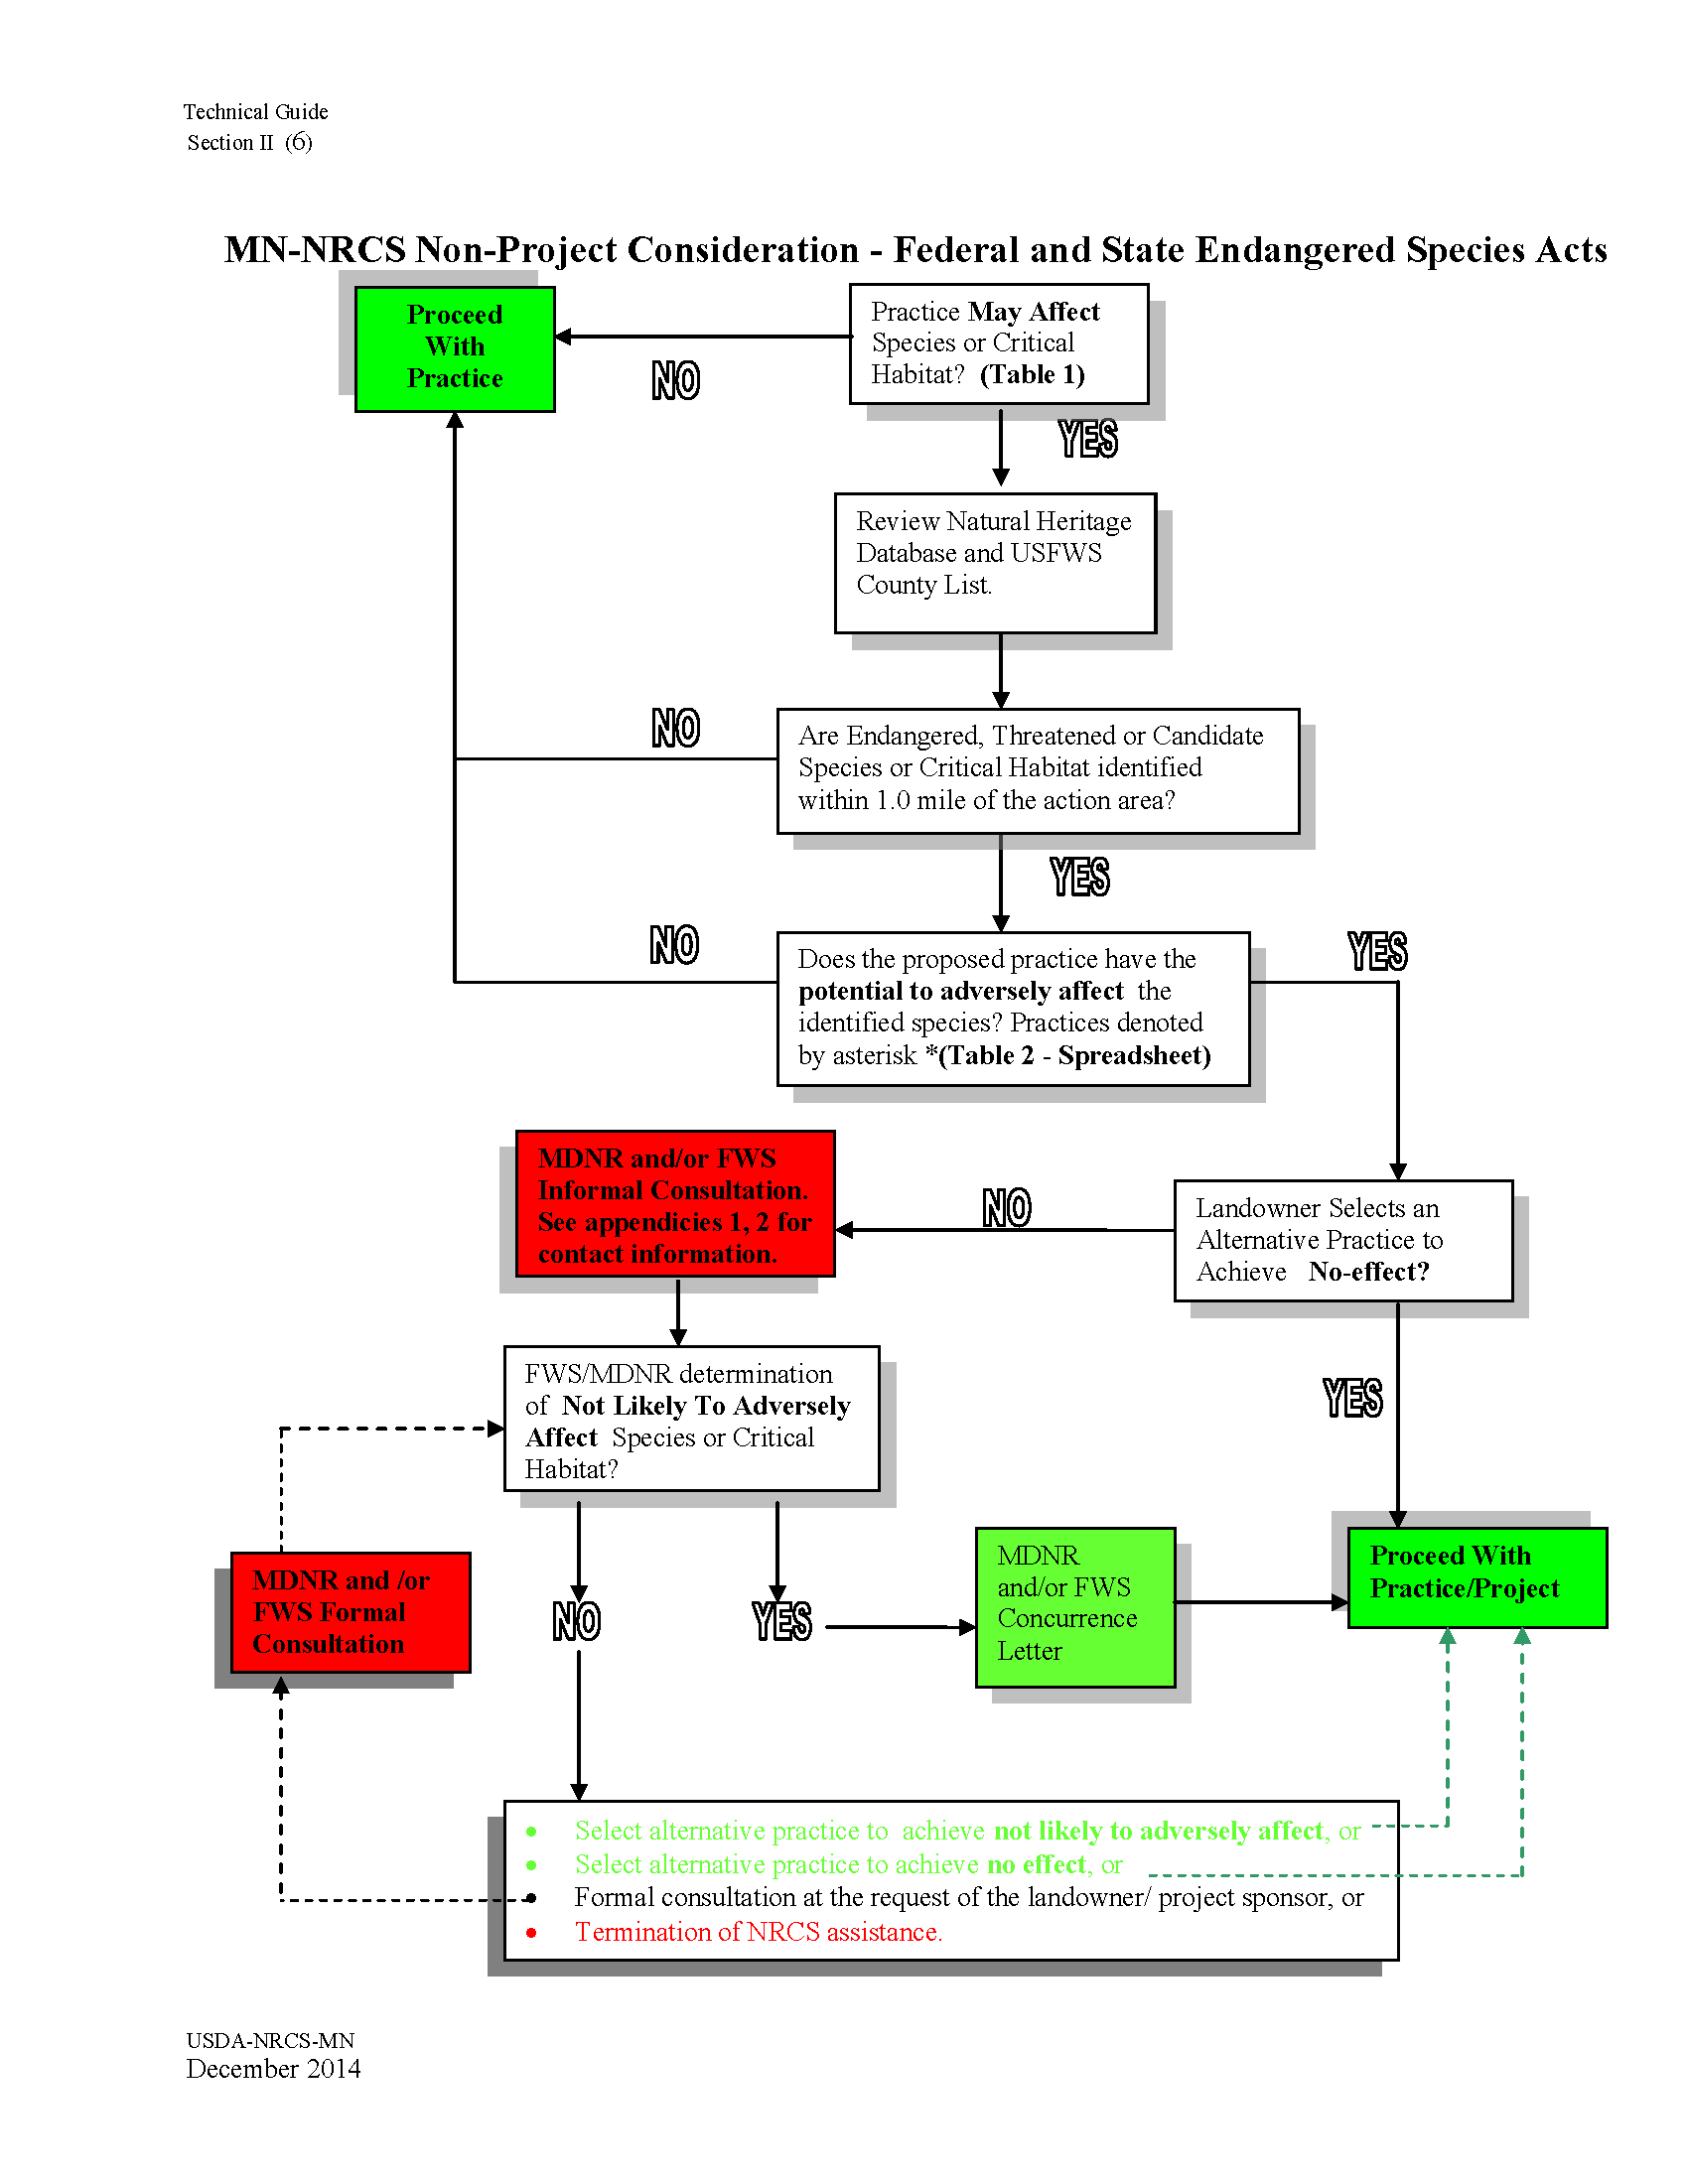 Technical Guide
Section II (6)
MN-NRCS Non-Project Consideration - Federal and State Endangered Species Acts
Proceed
With
Practice
Practice May Affect
Species or Critical
Habitat? (Table 1)
NO
YES
Review Natural Heritage
Database and USFWS
County List.
NO
Are Endangered, Threatened or Candidate
Species or Critical Habitat identified
within 1.0 mile of the action area?
YES
NO
Does the proposed practice have the
potential to adversely affect the
identified species? Practices denoted
by asterisk *(Table 2 - Spreadsheet)
YES
MDNR and/or FWS
Informal Consultation.
See appendicies 1, 2 for
contact information.
NO
Landowner Selects an
Alternative Practice to
Achieve No-effect?
FWS/MDNR determination
of Not Likely To Adversely
Affect Species or Critical
Habitat?
YES
MDNR and /or
FWS Formal
Consultation
NO
YES
MDNR
and/or FWS
Concurrence
Letter
Proceed With
Practice/Project
• Select alternative practice to achieve not likely to adversely affect, or
• Select alternative practice to achieve no effect, or
• Formal consultation at the request of the landowner/ project sponsor, or
• Termination of NRCS assistance.
USDA-NRCS-MN
December 2014